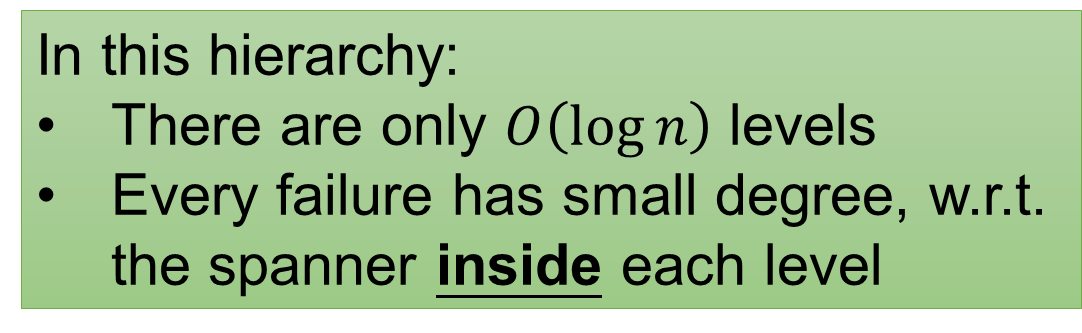 In this hierarchy:
• There are only 𝑂(log 𝑛) levels
• Every failure has small degree, w.r.t.
the spanner inside each level